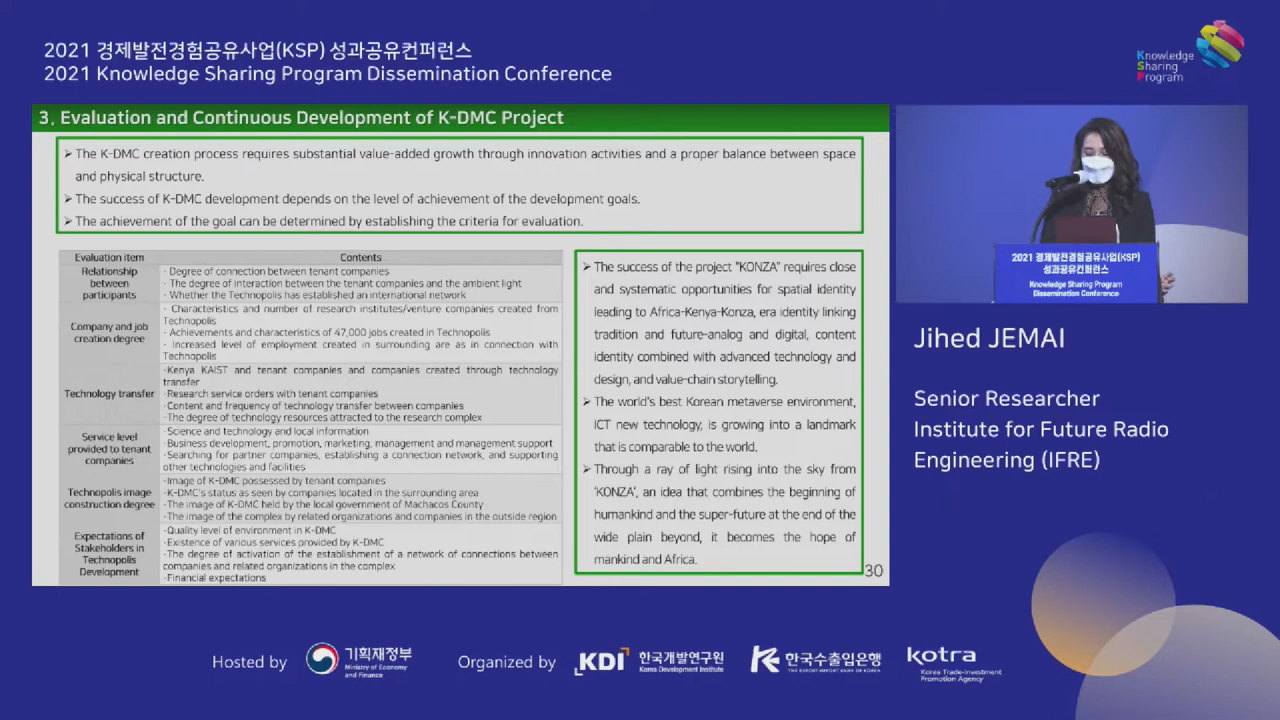 2021 경제발전경험공유사업(KSP) 성과공유컨퍼런스
2021 Knowledge Sharing Program Dissemination Conference
Knowledge
Sharing
Program
3. Evaluation and Continuous Development of K-DMC Project
➢ The K-DMC creation process requires substantial value-added growth through innovation activities and a proper balance between space
and physical structure.
➢ The success of K-DMC development depends on the level of achievement of the development goals.
➢ The achievement of the goal can be determined by establishing the criteria for evaluation.
Evaluation item Contents
Relationship
between
participants
· Degree of connection between tenant companies
· The degree of interaction between the tenant companies and the ambient light
· Whether the Technopolis has established an international network
Company and job
creation degree
· Characteristics and number of research institutes/venture companies created from
Technopolis
· Achievements and characteristics of 47,000 jobs created in Technopolis
· Increased level of employment created in surrounding are as in connection with
Technopolis
Technology transfer
·Kenya KAIST and tenant companies and companies created through technology
transfer
·Research service orders with tenant companies
·Content and frequency of technology transfer between companies
·The degree of technology resources attracted to the research complex
Service level
provided to tenant
companies
·Science and technology and local information
·Business development, promotion, marketing, management and management support
·Searching for partner companies, establishing a connection network, and supporting
other technologies and facilities
Technopolis image
construction degree
·Image of K-DMC possessed by tenant companies
·K-DMC's status as seen by companies located in the surrounding area
·The image of K-DMC held by the local government of Machacos County
·The image of the complex by related organizations and companies in the outside region
Expectations of
Stakeholders in
Technopolis
Development
·Quality level of environment in K-DMC
·Existence of various services provided by K-DMC
·The degree of activation of the establishment of a network of connections between
companies and related organizations in the complex
·Financial expectations
➢ The success of the project "KONZA" requires close
and systematic opportunities for spatial identity
leading to Africa-Kenya-Konza, era identity linking
tradition and future-analog and digital, content
identity combined with advanced technology and
design, and value-chain storytelling.
➢ The world's best Korean metaverse environment,
ICT new technology, is growing into a landmark
that is comparable to the world.
➢ Through a ray of light rising into the sky from
'KONZA', an idea that combines the beginning of
humankind and the super-future at the end of the
wide plain beyond, it becomes the hope of
mankind and Africa.
30
2021 경제발전경험공유사업(KSP)
성과공유컨퍼런스
Knowledge Sharing Program
Dissemination Conference
Jihed JEMAI
Senior Researcher
Institute for Future Radio
Engineering (IFRE)
Hosted by
기획재정부
Ministry of Economy
and Finance
Organized by
KDI 한국개발연구원
Korea Development Institute
한국수출입은행
THE EXPORT-IMPORT BANK OF KOREA
kotra
Korea Trade-Investment
Promotion Agency